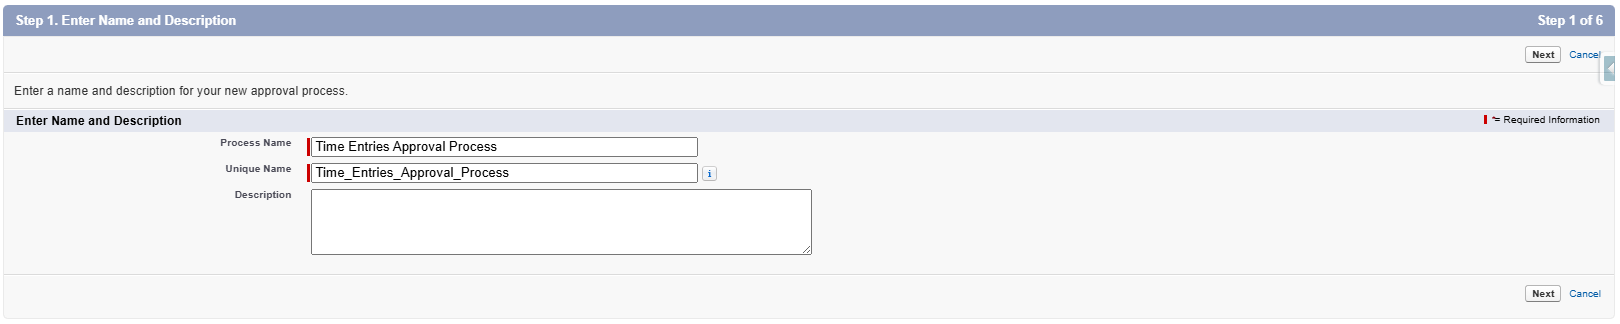 Step 1. Enter Name and Description Step 1 of 6
Next Cancel
Enter a name and description for your new approval process.
Enter Name and Description = Required Information
Process Name Time Entries Approval Process
Unique Name Time_Entries_Approval_Process i
Description
Next Cancel